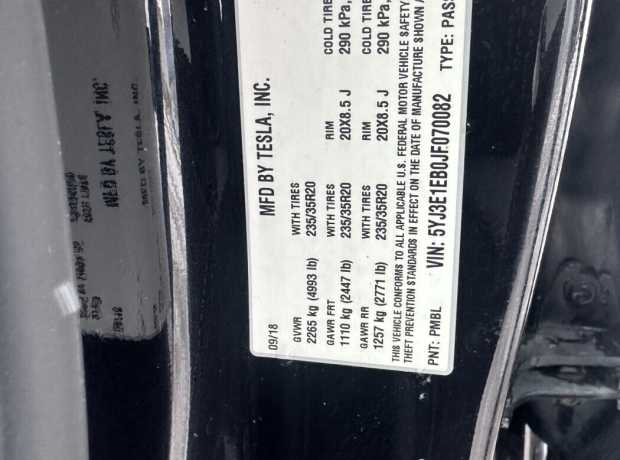 MFD BY TESLA, INC.
09/18
GVWR
2265 kg (4993 lb)
WITH TIRES
235/35R20
GAWR FRT
1110 kg (2447 lb)
WITH TIRES
235/35R20
RIM
20X8.5 J
COLD TIRE
290 kPa,
GAWR RR
1257 kg (2771 lb)
WITH TIRES
235/35R20
RIM
20X8.5 J
COLD TIRE
290 kPa,
THIS VEHICLE CONFORMS TO ALL APPLICABLE U.S. FEDERAL MOTOR VEHICLE SAFETY
THEFT PREVENTION STANDARDS IN EFFECT ON THE DATE OF MANUFACTURE SHOWN
PNT: PMBL VIN: 5YJ3E1EB0JF070082 TYPE: PAS